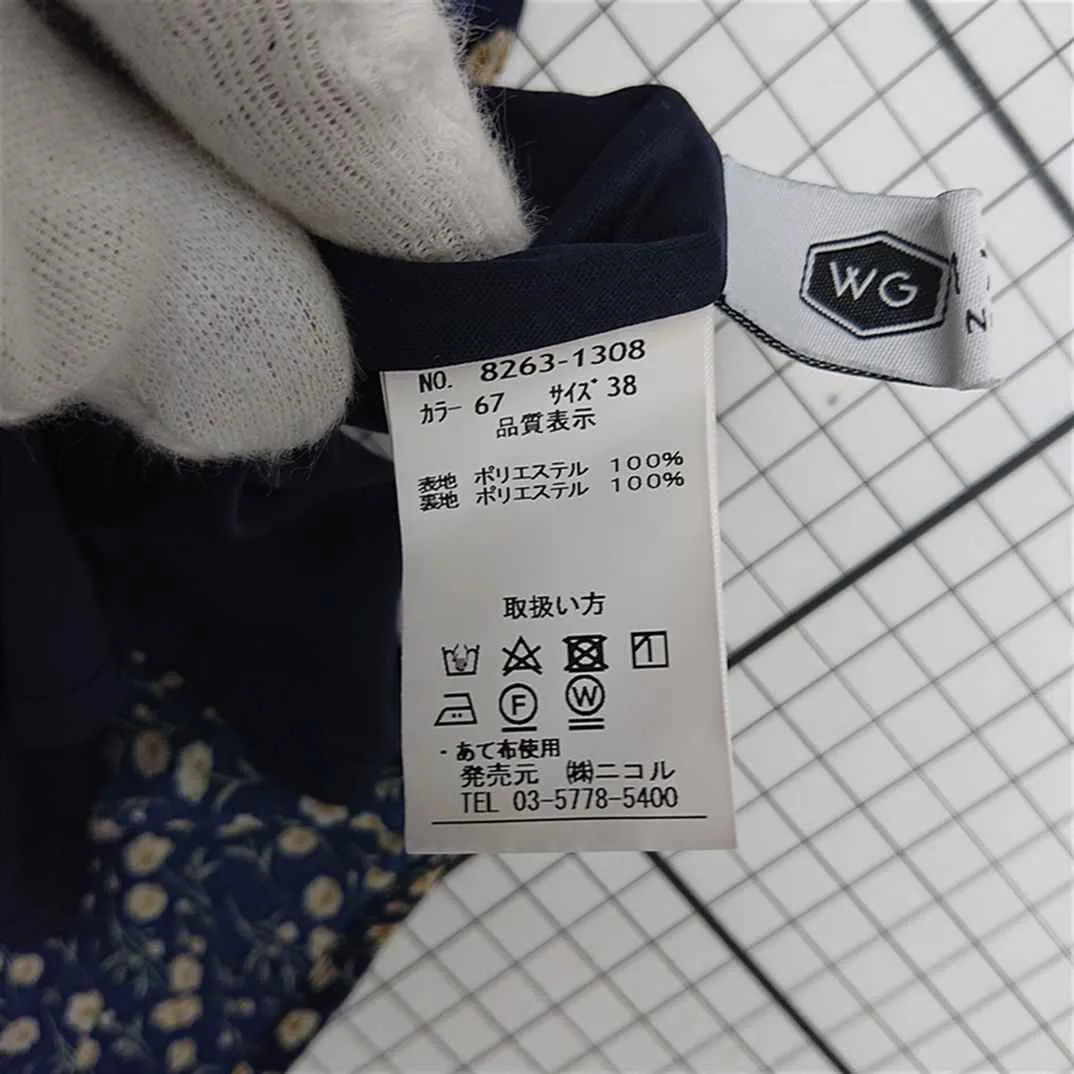 WG
N
NO. 8263-1308
カラー 67 サイズ 38
品質表示
表地 ポリエステル 100%
裏地 ポリエステル 100%
取扱い方
F
W
・あて布使用
発売元 ㈱ニコル
TEL 03-5778-5400